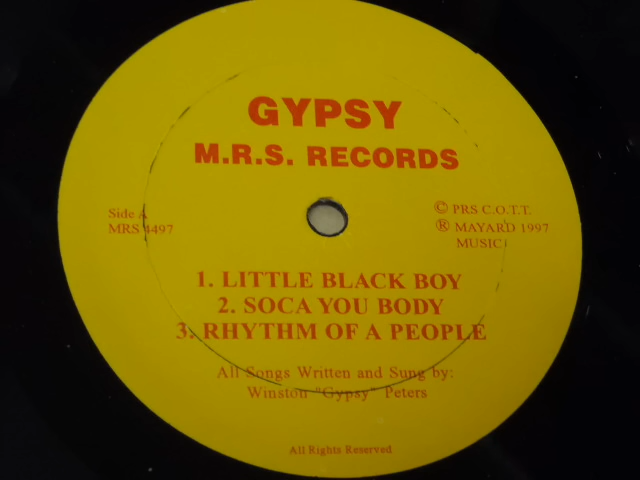 GYPSY
M.R.S. RECORDS
Side A
MRS 4497
© PRS C.O.T.T.
® MAYARD 1997
MUSIC
1. LITTLE BLACK BOY
2. SOCA YOU BODY
3. RHYTHM OF A PEOPLE
All Songs Written and Sung by:
Winston "Gypsy" Peters
All Rights Reserved